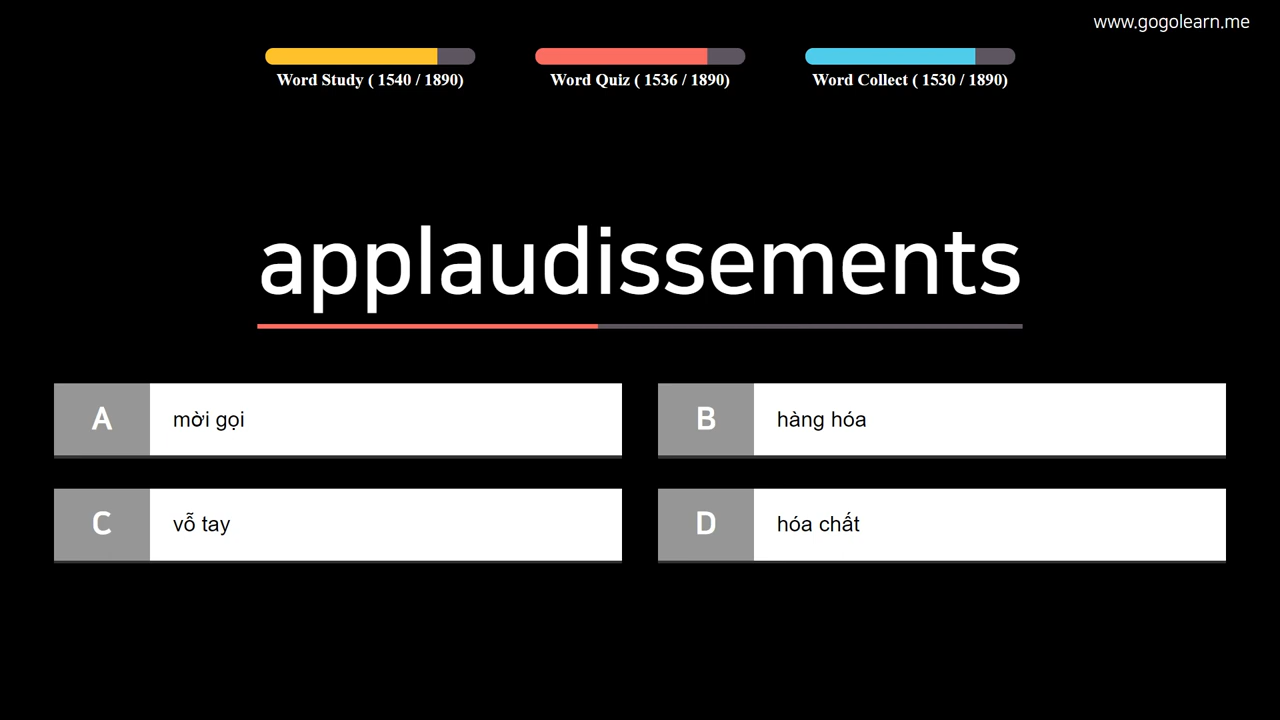 www.gogolearn.me
Word Study ( 1540 / 1890)
Word Quiz ( 1536 / 1890)
Word Collect ( 1530 / 1890)
applaudissements
A mời gọi
B hàng hóa
C vỗ tay
D hóa chất